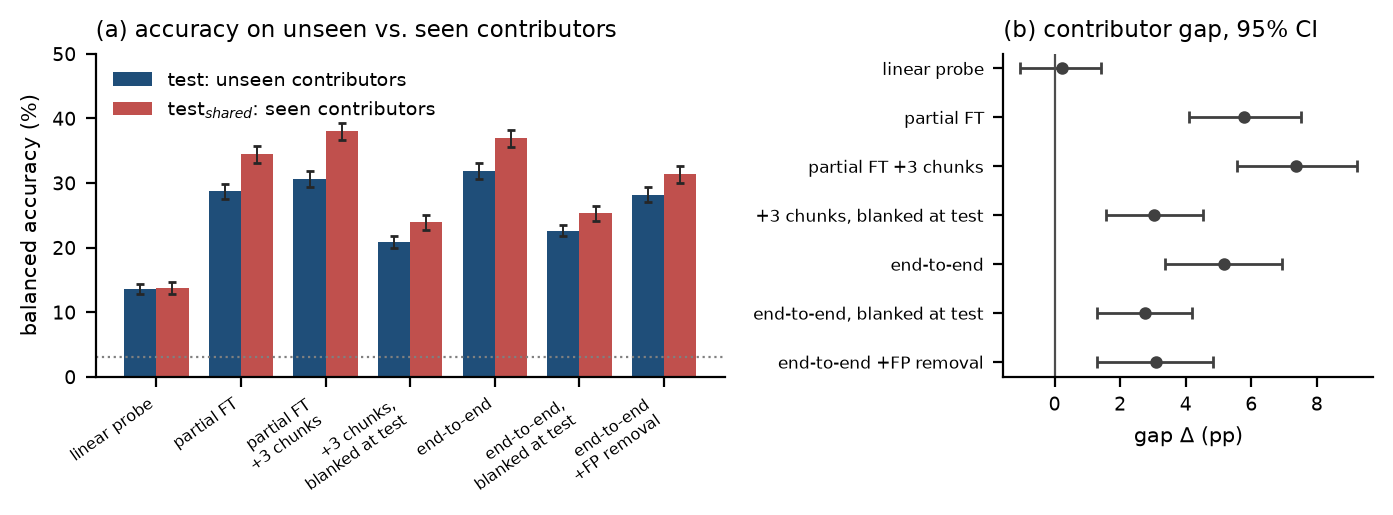 (a) accuracy on unseen vs. seen contributors
50
40
30
20
10
0
balanced accuracy (%)
test: unseen contributors
test_shared: seen contributors
linear probe
partial FT
partial FT
+3 chunks
+3 chunks,
blanked at test
end-to-end
end-to-end,
blanked at test
end-to-end
+FP removal
(b) contributor gap, 95% CI
linear probe
partial FT
partial FT +3 chunks
+3 chunks, blanked at test
end-to-end
end-to-end, blanked at test
end-to-end +FP removal
0 2 4 6 8
gap Δ (pp)